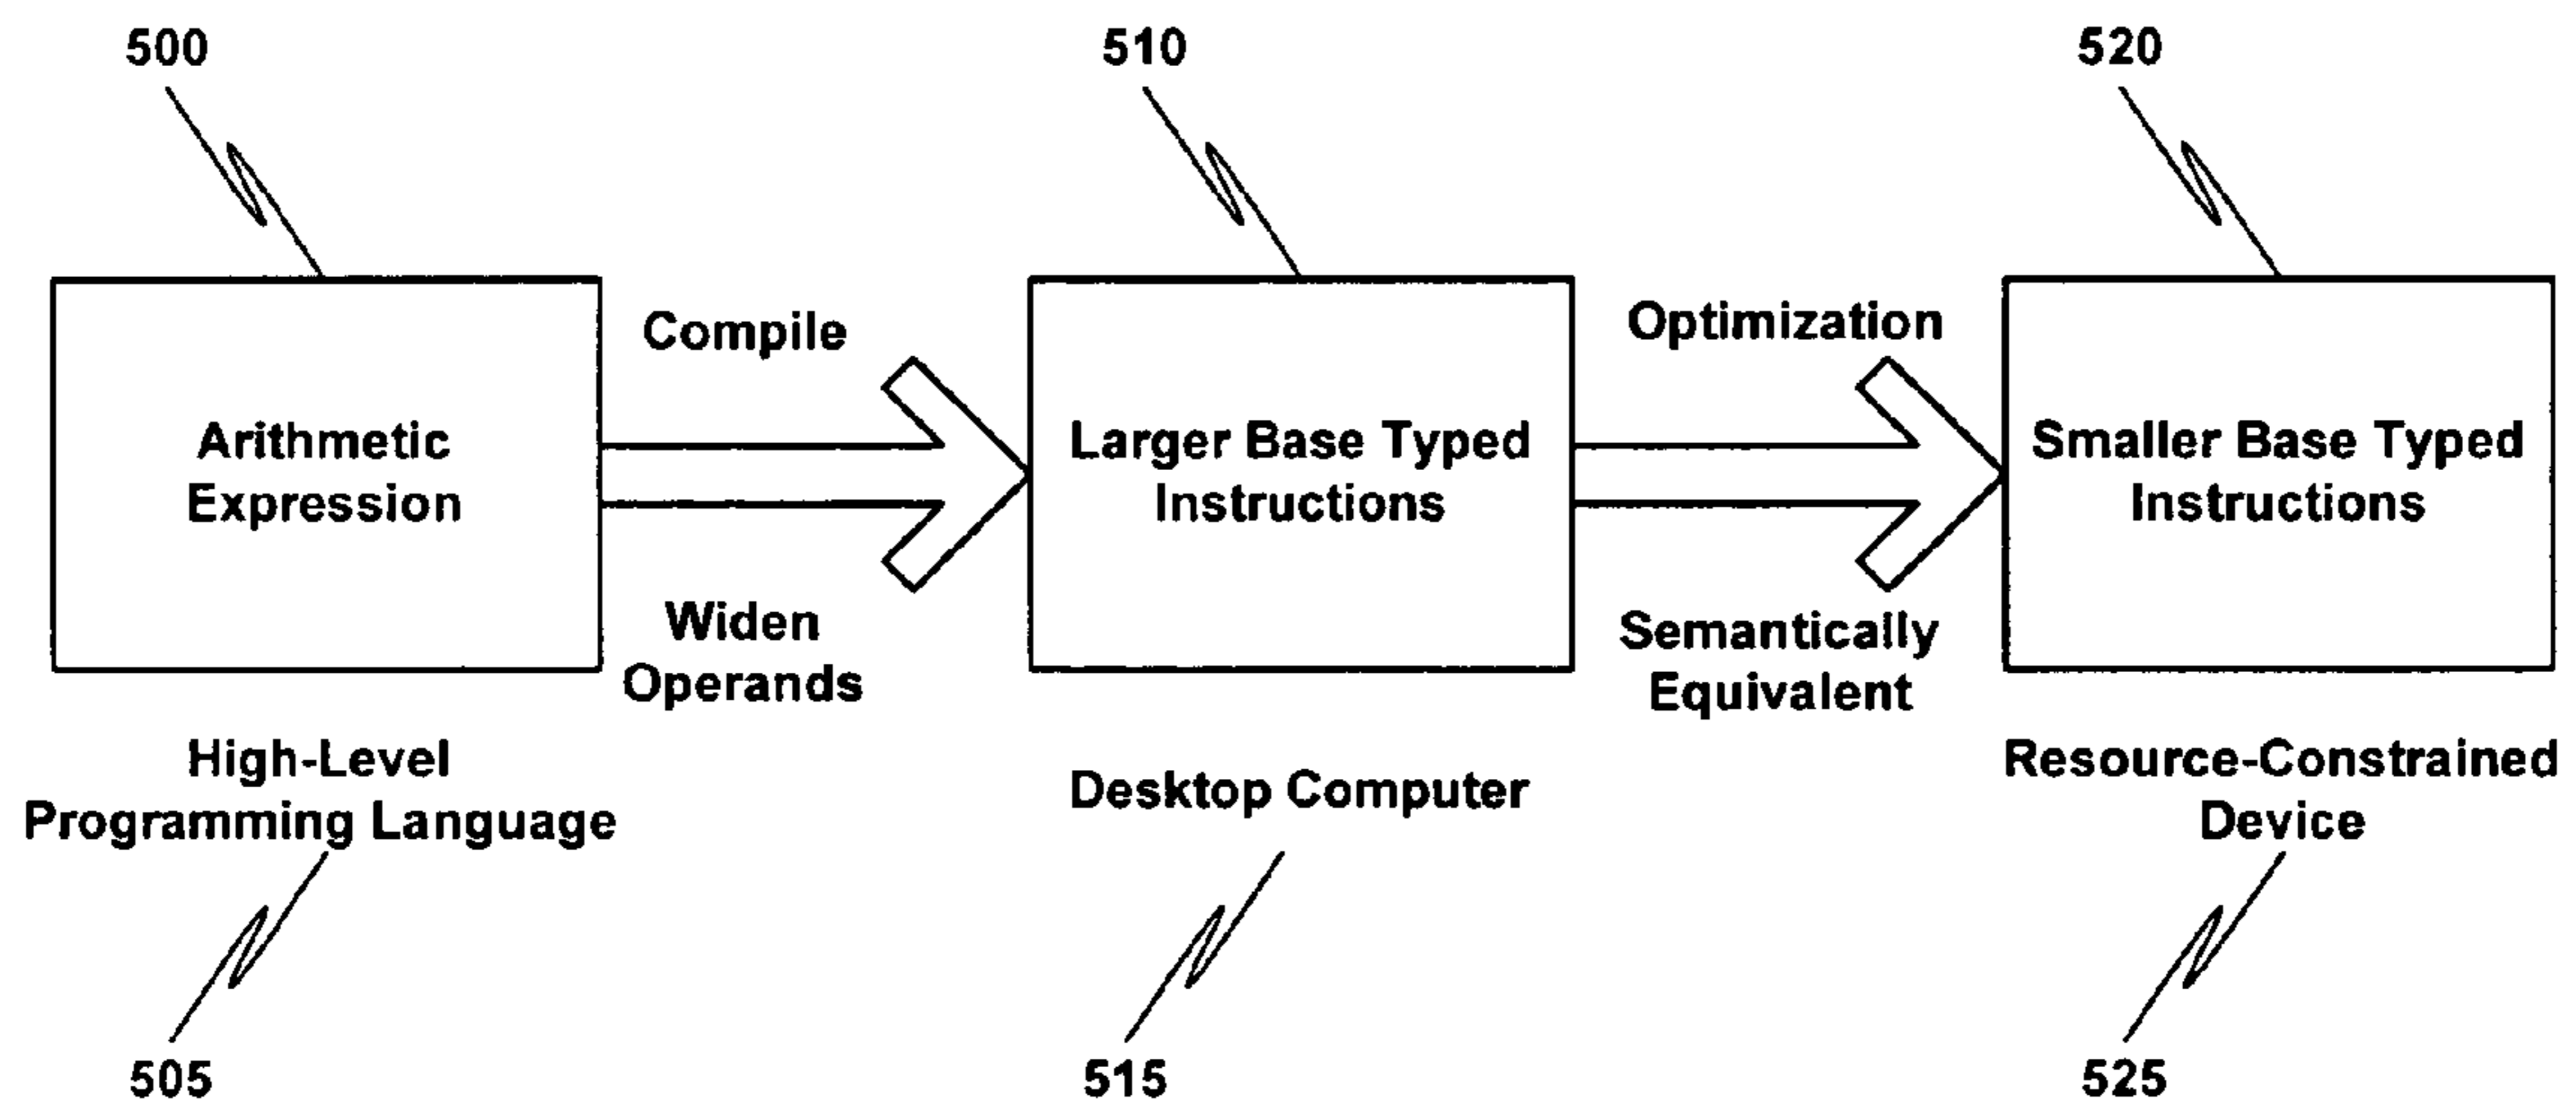 500
510
520
Compile
Optimization
Arithmetic
Expression
Larger Base Typed
Instructions
Smaller Base Typed
Instructions
Widen
Operands
Semantically
Equivalent
High-Level
Programming Language
Desktop Computer
Resource-Constrained
Device
505
515
525